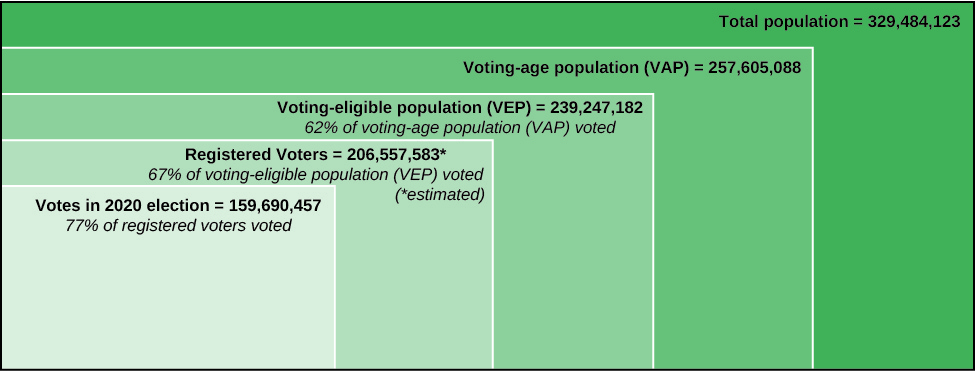 Total population = 329,484,123
Voting-age population (VAP) = 257,605,088
Voting-eligible population (VEP) = 239,247,182
62% of voting-age population (VAP) voted
Registered Voters = 206,557,583*
67% of voting-eligible population (VEP) voted
(*estimated)
Votes in 2020 election = 159,690,457
77% of registered voters voted